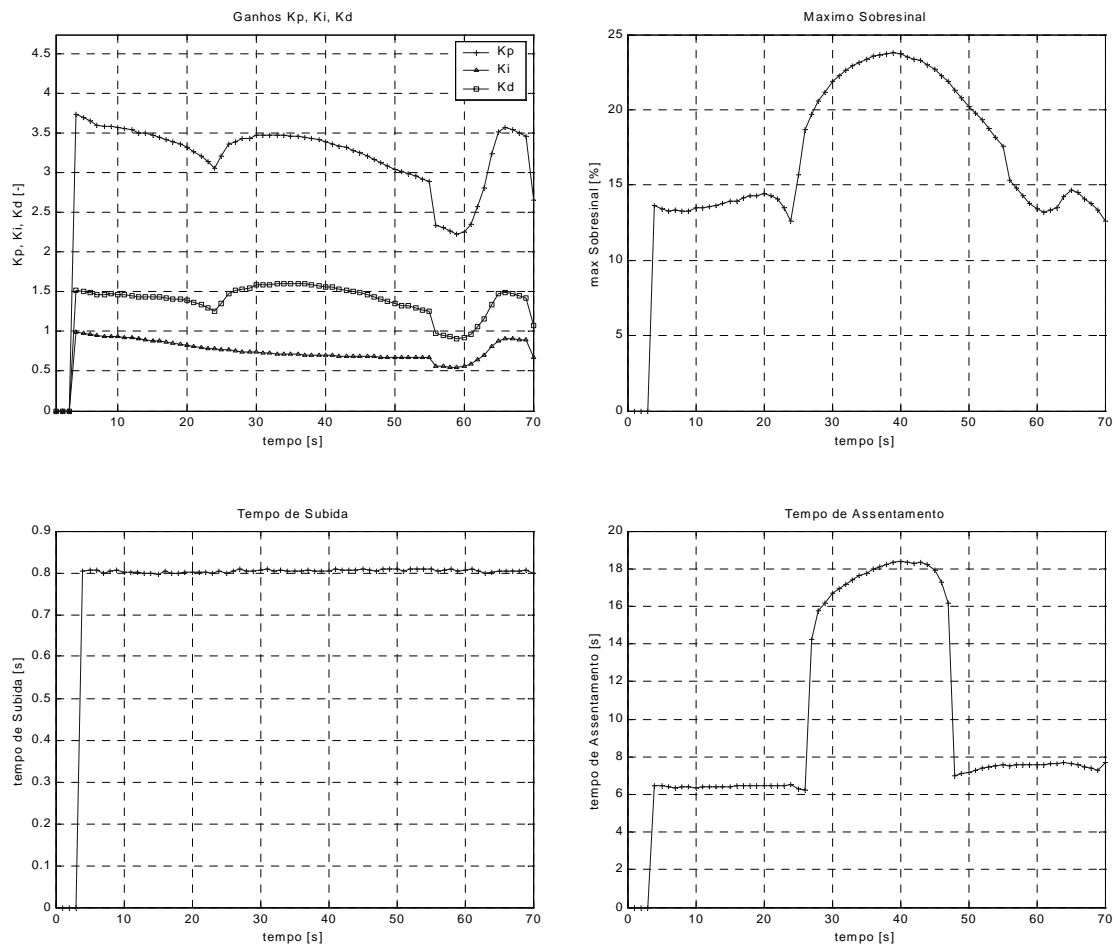 Ganhos Kp, Ki, Kd
4.5
4
3.5
3
2.5
2
1.5
1
0.5
0
Kp, Ki, Kd [-]
Kp
Ki
Kd
10 20 30 40 50 60 70
tempo [s]
Maximo Sobresinal
25
20
15
10
5
0
max Sobresinal [%]
0 10 20 30 40 50 60 70
tempo [s]
Tempo de Subida
0.9
0.8
0.7
0.6
0.5
0.4
0.3
0.2
0.1
0
tempo de Subida [s]
0 10 20 30 40 50 60 70
tempo [s]
Tempo de Assentamento
20
18
16
14
12
10
8
6
4
2
0
tempo de Assentamento [s]
0 10 20 30 40 50 60 70
tempo [s]